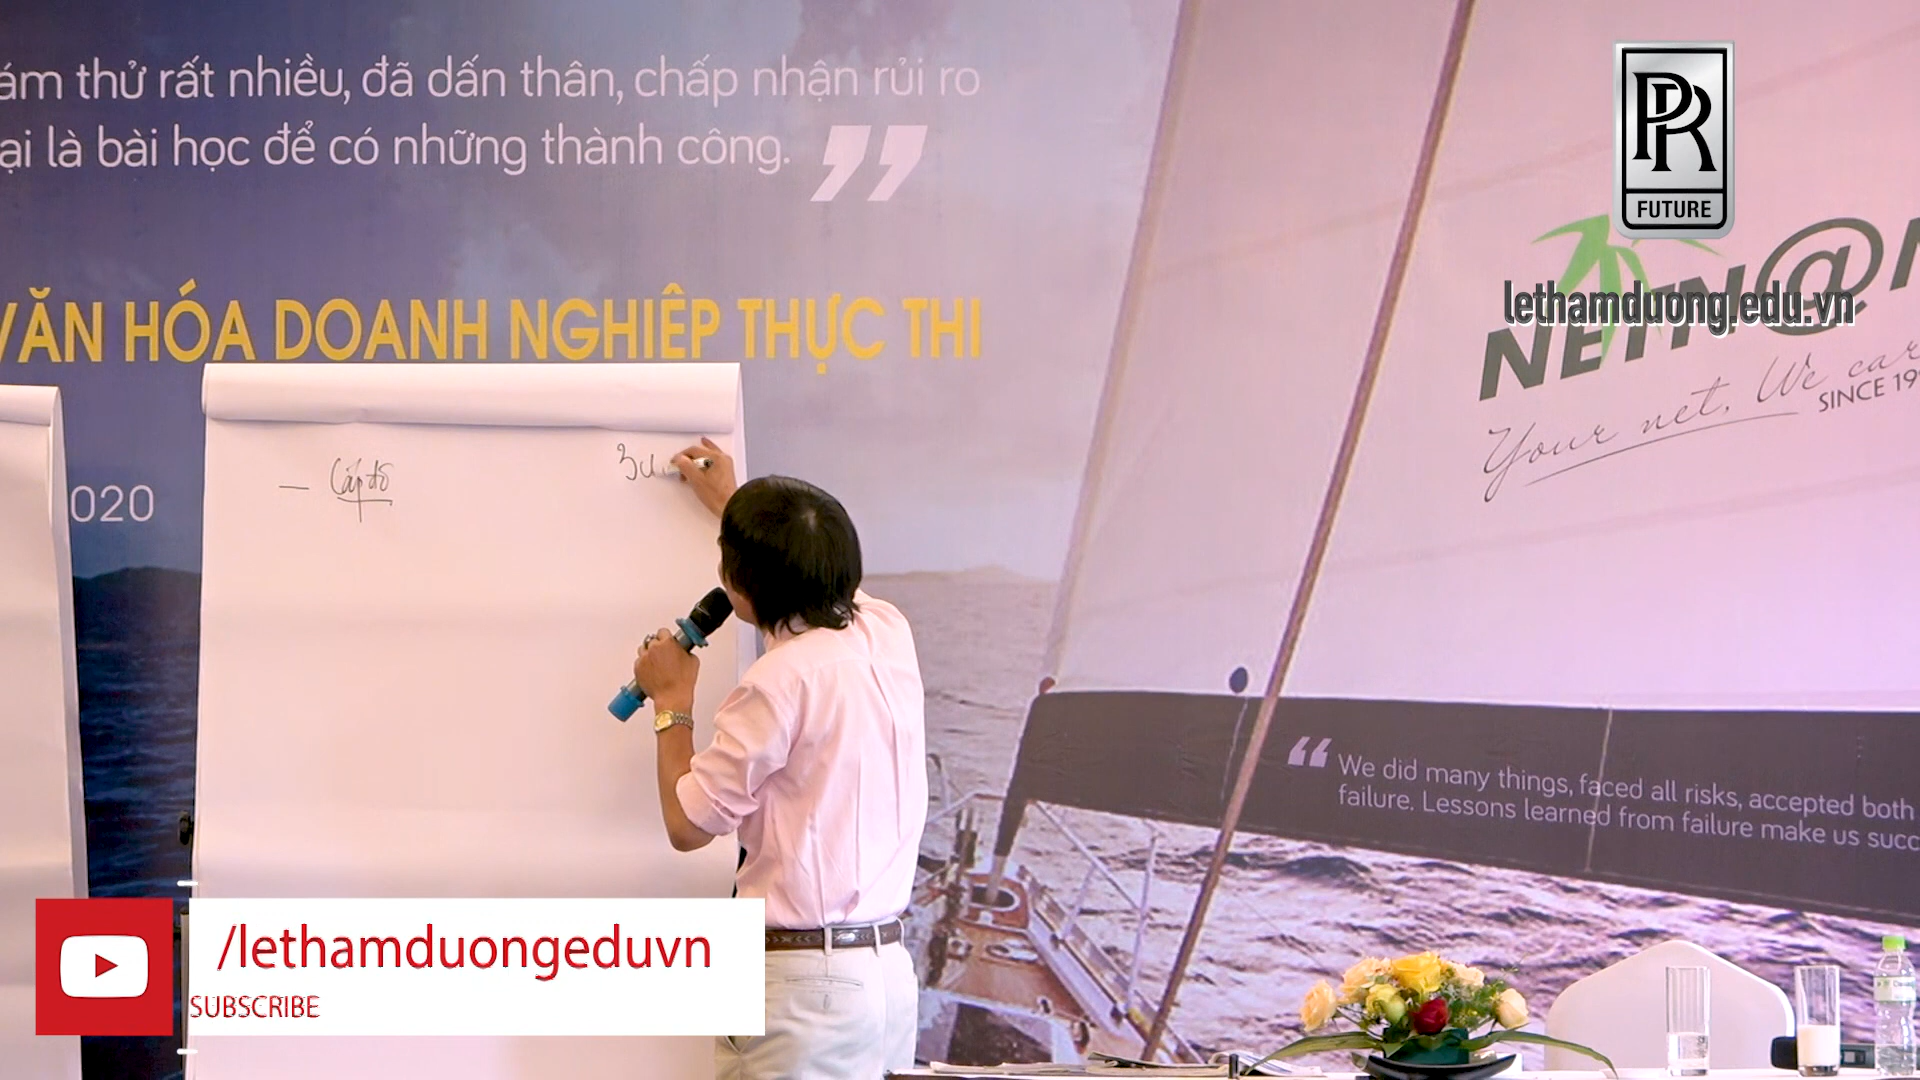 ám thử rất nhiều, đã dấn thân, chấp nhận rủi ro
ại là bài học để có những thành công. ”
VĂN HÓA DOANH NGHIỆP THỰC THI
2020
— Cấp độ
RR
FUTURE
lethamduong.edu.vn
NETN@M
Your net, We car
SINCE 19
“ We did many things, faced all risks, accepted both
failure. Lessons learned from failure make us succ
/lethamduongeduvn
SUBSCRIBE